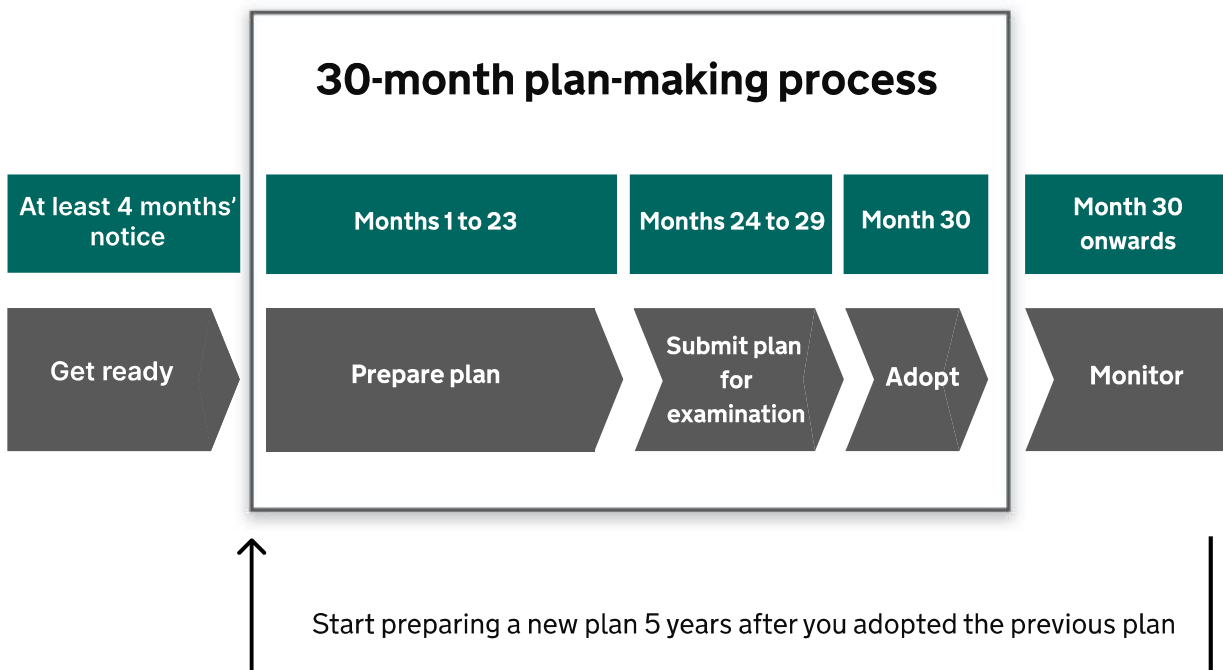 30-month plan-making process
At least 4 months’
notice
Months 1 to 23
Months 24 to 29
Month 30
Month 30
onwards
Get ready
Prepare plan
Submit plan
for
examination
Adopt
Monitor
Start preparing a new plan 5 years after you adopted the previous plan